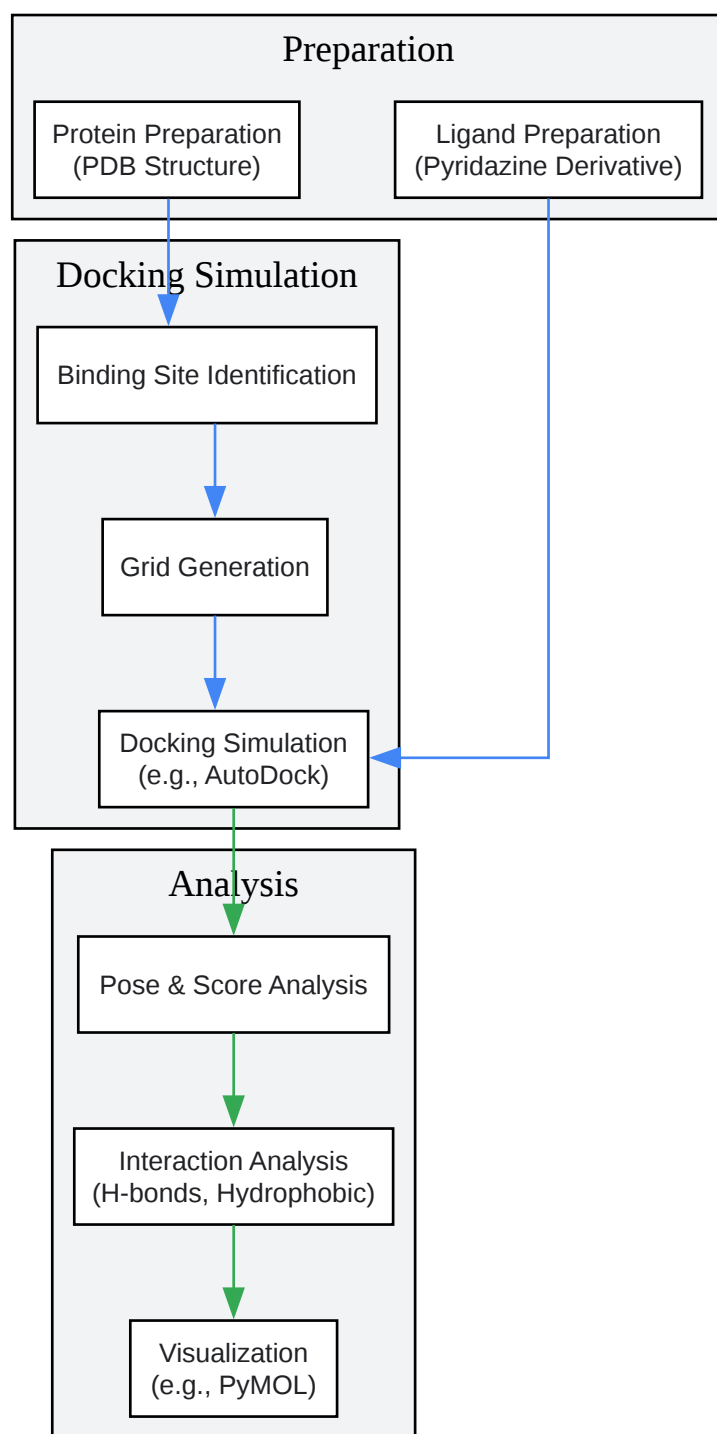 Preparation
Protein Preparation
(PDB Structure)
Ligand Preparation
(Pyridazine Derivative)
Docking Simulation
Binding Site Identification
Grid Generation
Docking Simulation
(e.g., AutoDock)
Analysis
Pose & Score Analysis
Interaction Analysis
(H-bonds, Hydrophobic)
Visualization
(e.g., PyMOL)